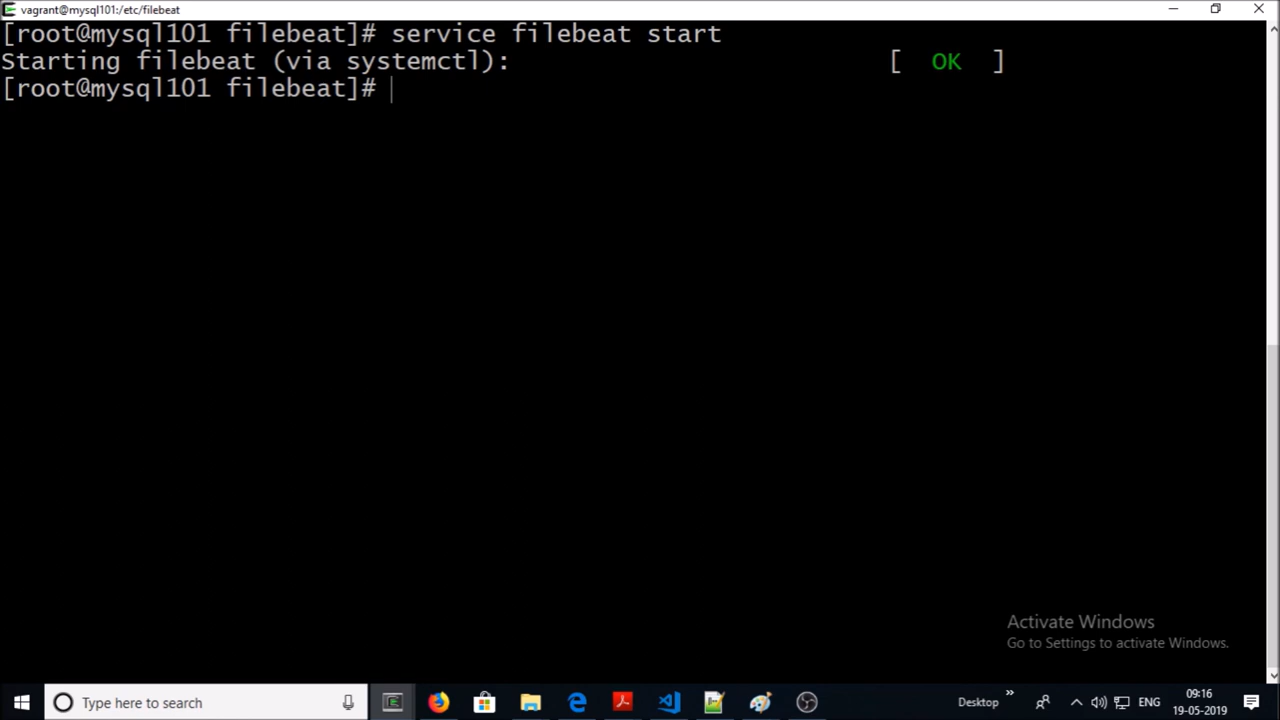 vagrant@mysql101:/etc/filebeat
[root@mysql101 filebeat]# service filebeat start
Starting filebeat (via systemctl): [ OK ]
[root@mysql101 filebeat]#
Activate Windows
Go to Settings to activate Windows.
Type here to search
Desktop
ENG
09:16
19-05-2019